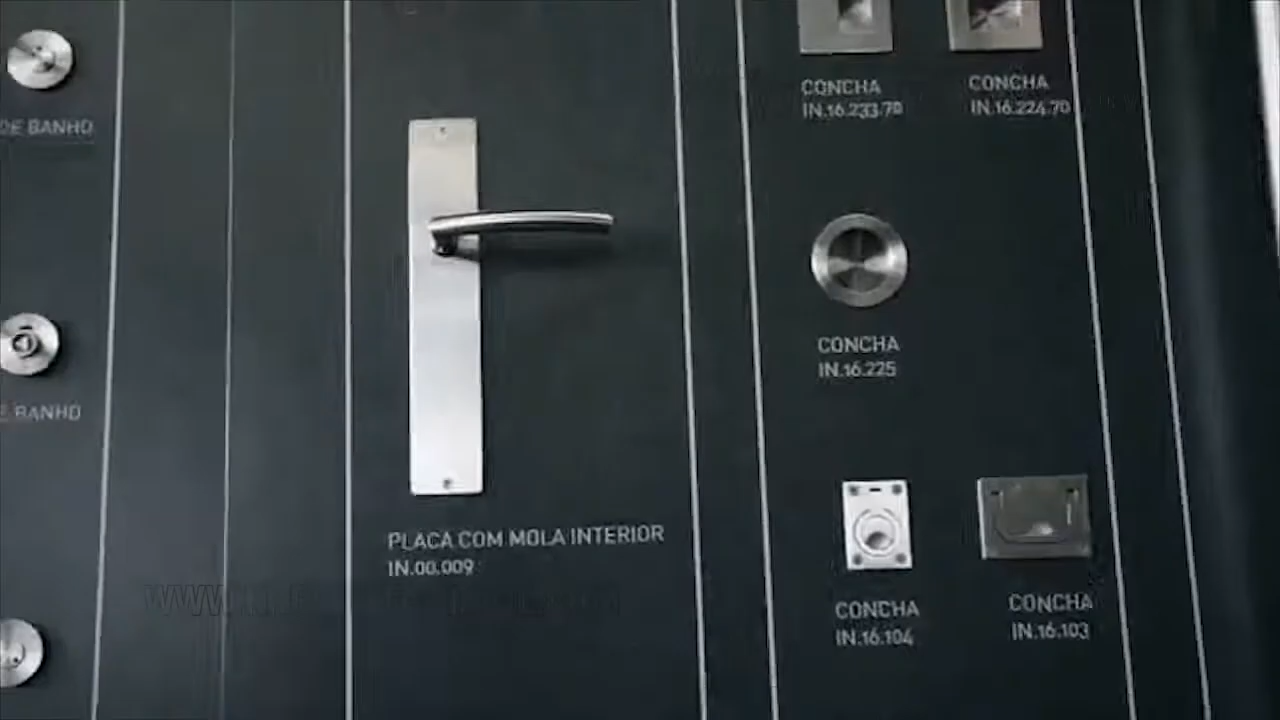 DE BANHO
CONCHA
IN.16.233.70
CONCHA
IN.16.224.70
CONCHA
IN.16.225
BANHO
PLACA COM MOLA INTERIOR
IN.00.009
CONCHA
IN.16.104
CONCHA
IN.16.103